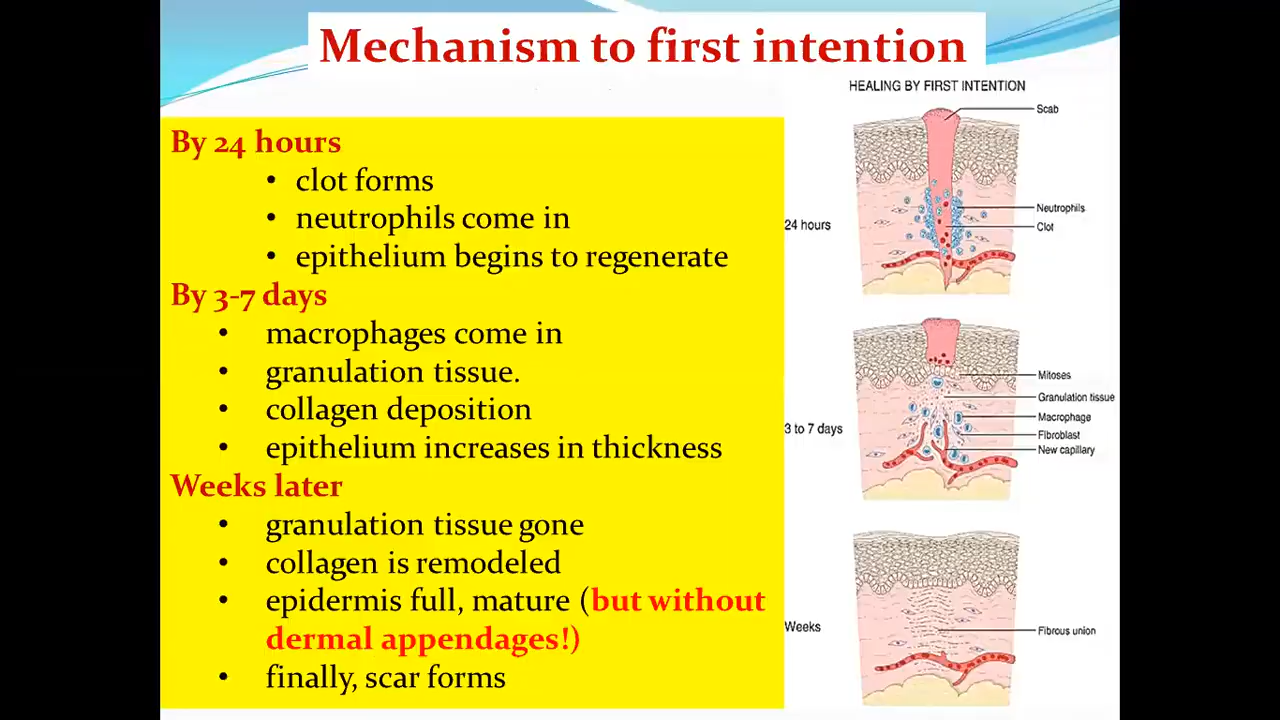 Mechanism to first intention
By 24 hours
• clot forms
• neutrophils come in
• epithelium begins to regenerate
By 3-7 days
• macrophages come in
• granulation tissue.
• collagen deposition
• epithelium increases in thickness
Weeks later
• granulation tissue gone
• collagen is remodeled
• epidermis full, mature (but without
dermal appendages!)
• finally, scar forms
HEALING BY FIRST INTENTION
Scab
Neutrophils
24 hours
Clot
Mitoses
Granulation tissue
Macrophage
3 to 7 days
Fibroblast
New capillary
Weeks
Fibrous union